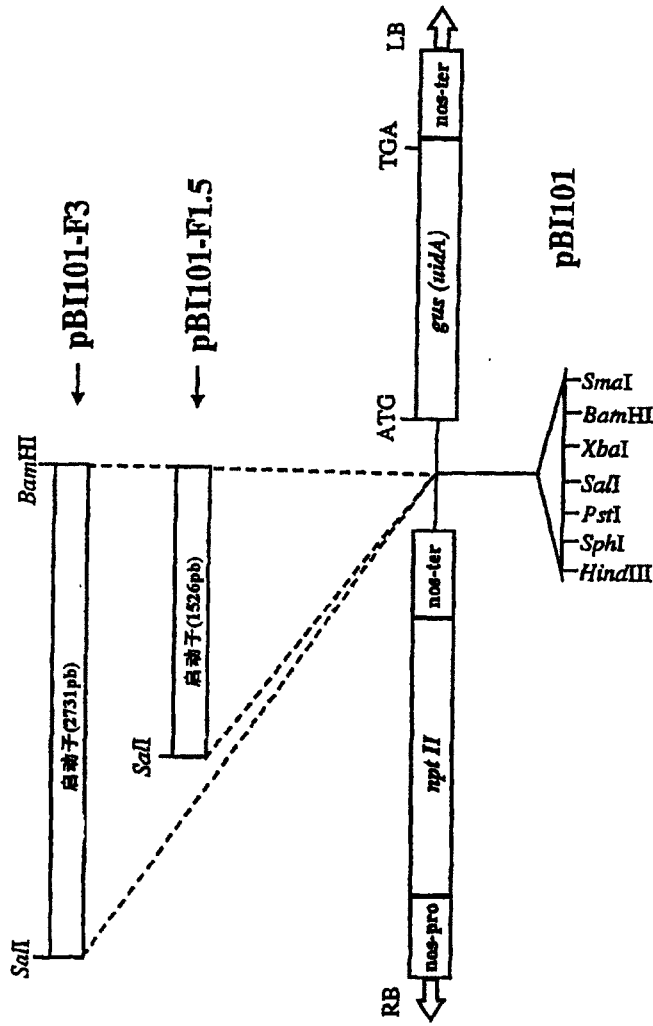 SalI
启动子(2731pb)
BamHI
pBI101-F3
SalI
启动子(1526pb)
pBI101-F1.5
RB
nos-pro
npt II
nos-ter
ATG
gus (uidA)
TGA
nos-ter
LB
HindIII
SphI
PstI
SalI
XbaI
BamHI
SmaI
pBI101